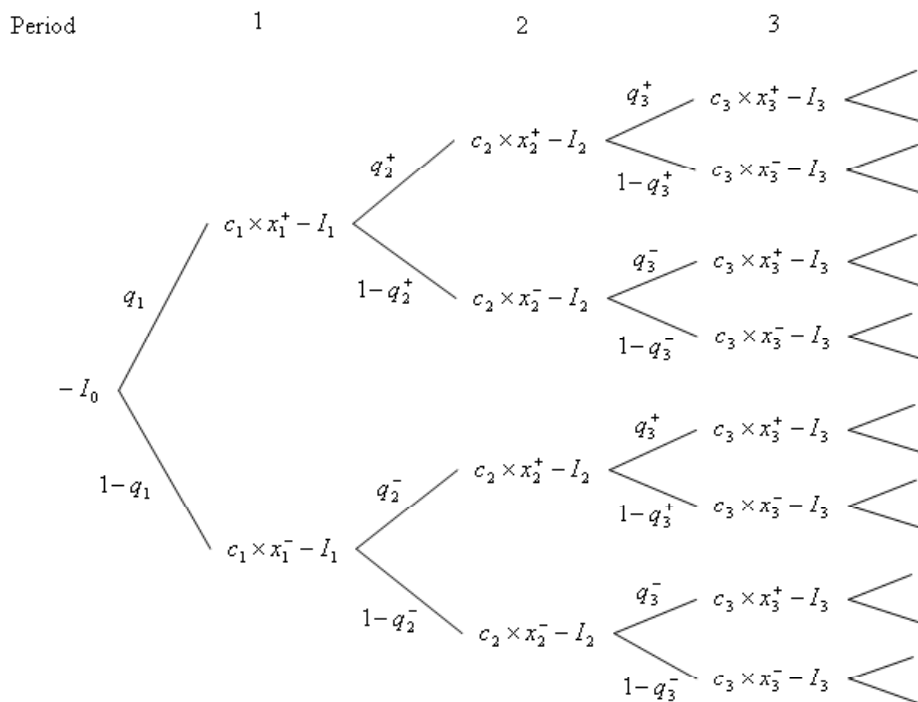 Period 1 2 3
q₃⁺ c₃ × x₃⁺ − I₃
q₂⁺ c₂ × x₂⁺ − I₂
1 − q₃⁺ c₃ × x₃⁻ − I₃
c₁ × x₁⁺ − I₁
q₃⁻ c₃ × x₃⁺ − I₃
1 − q₂⁺ c₂ × x₂⁻ − I₂
q₁ 1 − q₃⁻ c₃ × x₃⁻ − I₃
− I₀
q₃⁺ c₃ × x₃⁺ − I₃
1 − q₁ q₂⁻ c₂ × x₂⁺ − I₂
1 − q₃⁺ c₃ × x₃⁻ − I₃
c₁ × x₁⁻ − I₁
q₃⁻ c₃ × x₃⁺ − I₃
1 − q₂⁻ c₂ × x₂⁻ − I₂
1 − q₃⁻ c₃ × x₃⁻ − I₃